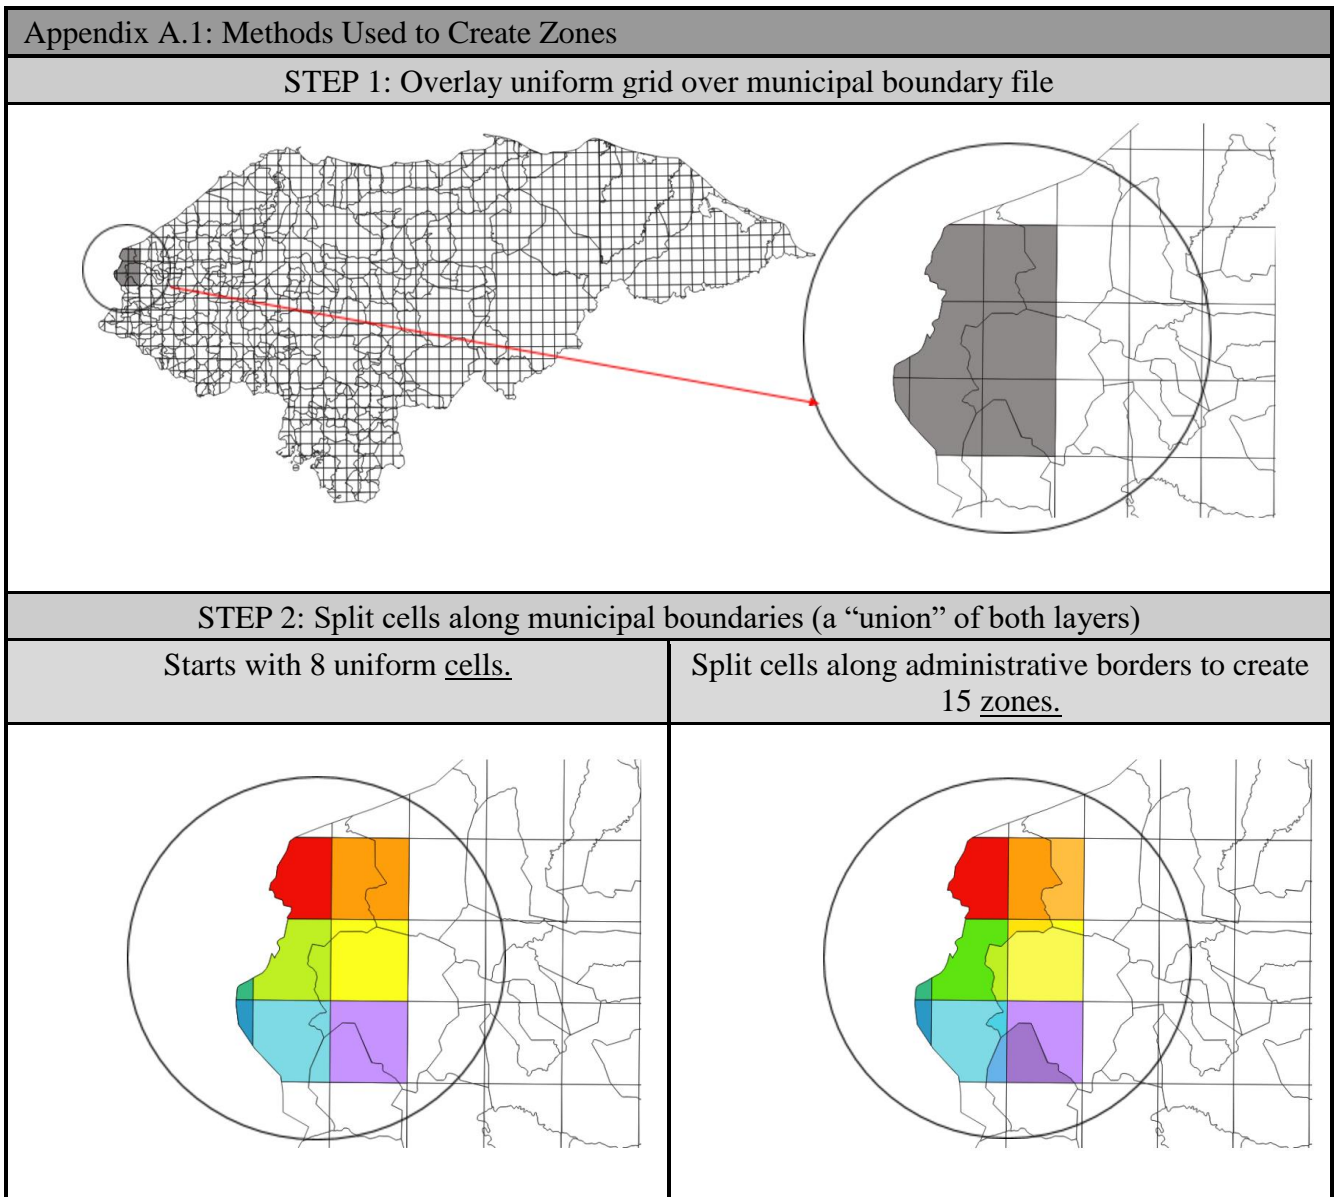 Appendix A.1: Methods Used to Create Zones
STEP 1: Overlay uniform grid over municipal boundary file
STEP 2: Split cells along municipal boundaries (a “union” of both layers)
Starts with 8 uniform cells.
Split cells along administrative borders to create
15 zones.